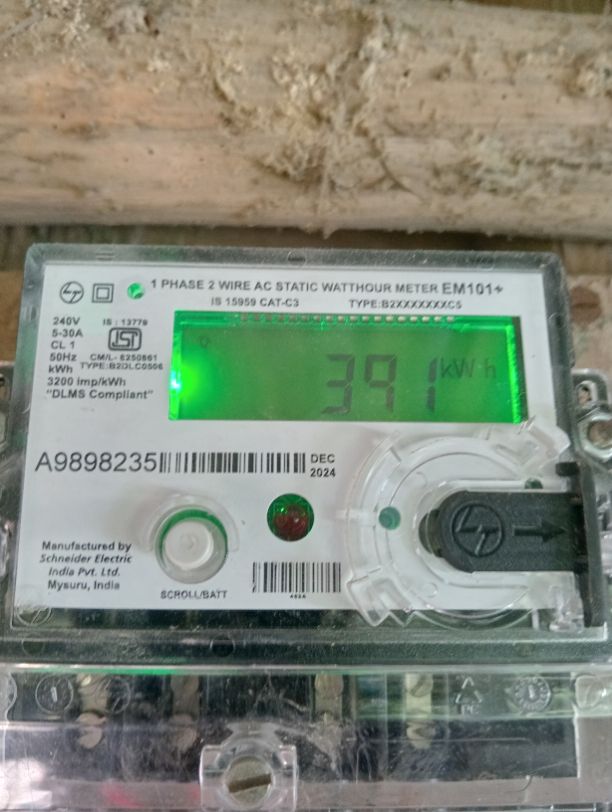 1 PHASE 2 WIRE AC STATIC WATTHOUR METER EM101+
IS 15959 CAT-C3 TYPE:B2XXXXXXXC5
240V IS : 13779
5-30A
CL 1
50Hz CM/L- 6250861
kWh TYPE:B2DLC0506
3200 imp/kWh
"DLMS Compliant"
391 kW h
A9898235
DEC
2024
Manufactured by
Schneider Electric
India Pvt. Ltd.
Mysuru, India
SCROLL/BATT